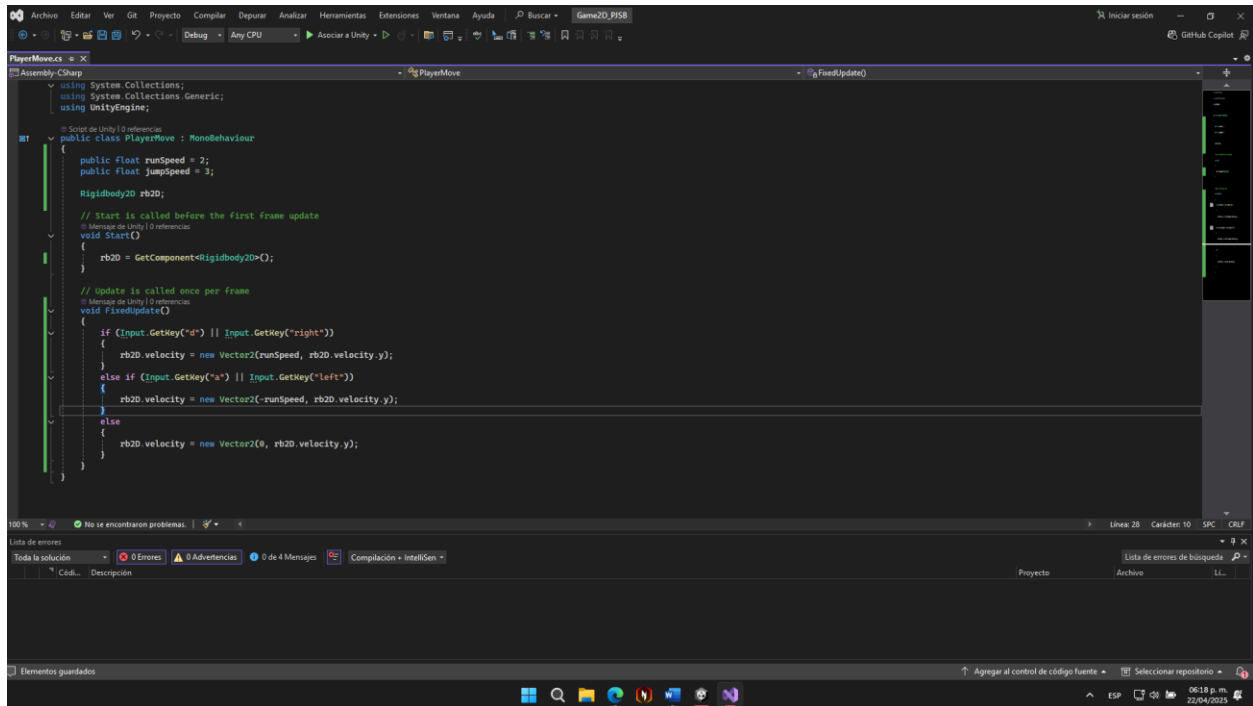 Archivo Editar Ver Git Proyecto Compilar Depurar Analizar Herramientas Extensiones Ventana Ayuda Buscar Game2D_PJSB Iniciar sesión
Debug Any CPU Asociar a Unity GitHub Copilot
PlayerMove.cs
Assembly-CSharp PlayerMove FixedUpdate()
using System.Collections;
using System.Collections.Generic;
using UnityEngine;
Script de Unity | 0 referencias
public class PlayerMove : MonoBehaviour
{
public float runSpeed = 2;
public float jumpSpeed = 3;
Rigidbody2D rb2D;
// Start is called before the first frame update
Mensaje de Unity | 0 referencias
void Start()
{
rb2D = GetComponent<Rigidbody2D>();
}
// Update is called once per frame
Mensaje de Unity | 0 referencias
void FixedUpdate()
{
if (Input.GetKey("d") || Input.GetKey("right"))
{
rb2D.velocity = new Vector2(runSpeed, rb2D.velocity.y);
}
else if (Input.GetKey("a") || Input.GetKey("left"))
{
rb2D.velocity = new Vector2(-runSpeed, rb2D.velocity.y);
}
else
{
rb2D.velocity = new Vector2(0, rb2D.velocity.y);
}
}
}
100 % No se encontraron problemas. Línea: 28 Carácter: 10 SPC CRLF
Lista de errores
Toda la solución 0 Errores 0 Advertencias 0 de 4 Mensajes Compilación + IntelliSen Lista de errores de búsqueda
Códi... Descripción Proyecto Archivo Lí...
Elementos guardados Agregar al control de código fuente Seleccionar repositorio
ESP 06:18 p. m.
22/04/2025